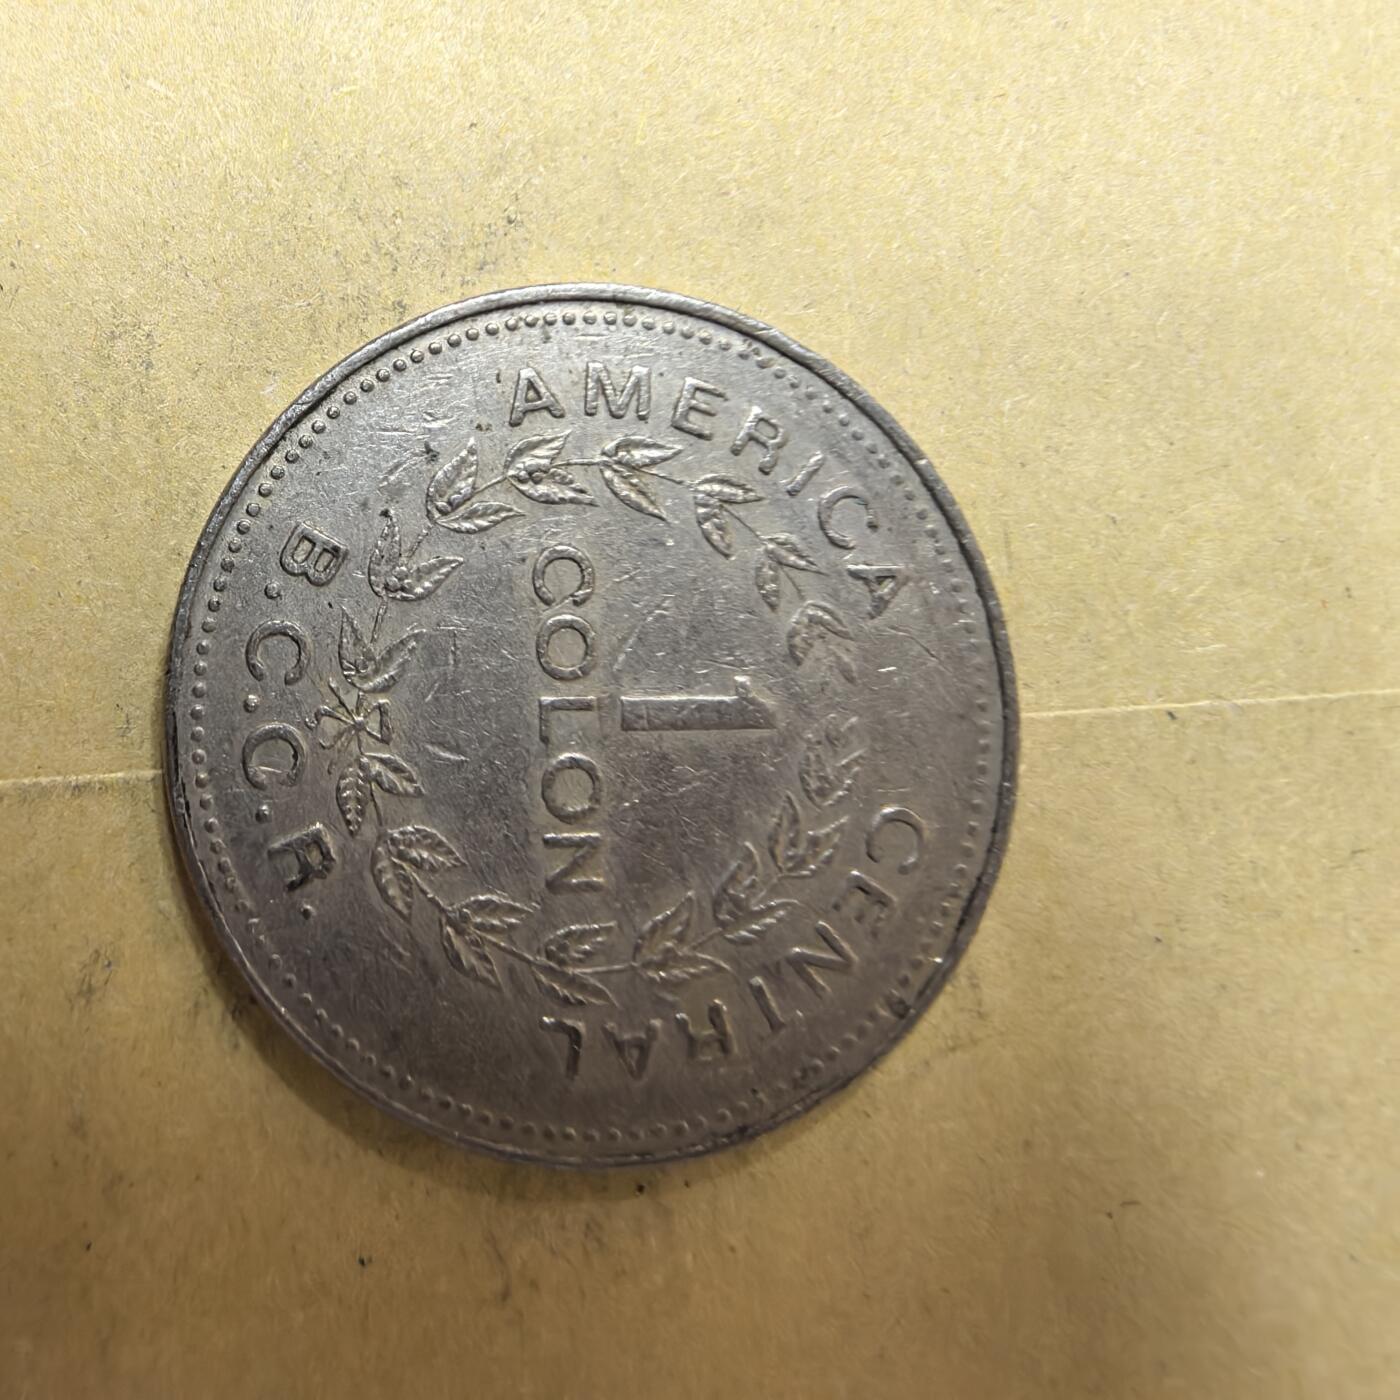 AMERICA CENTRAL
1
COLON
B.C.C.R.